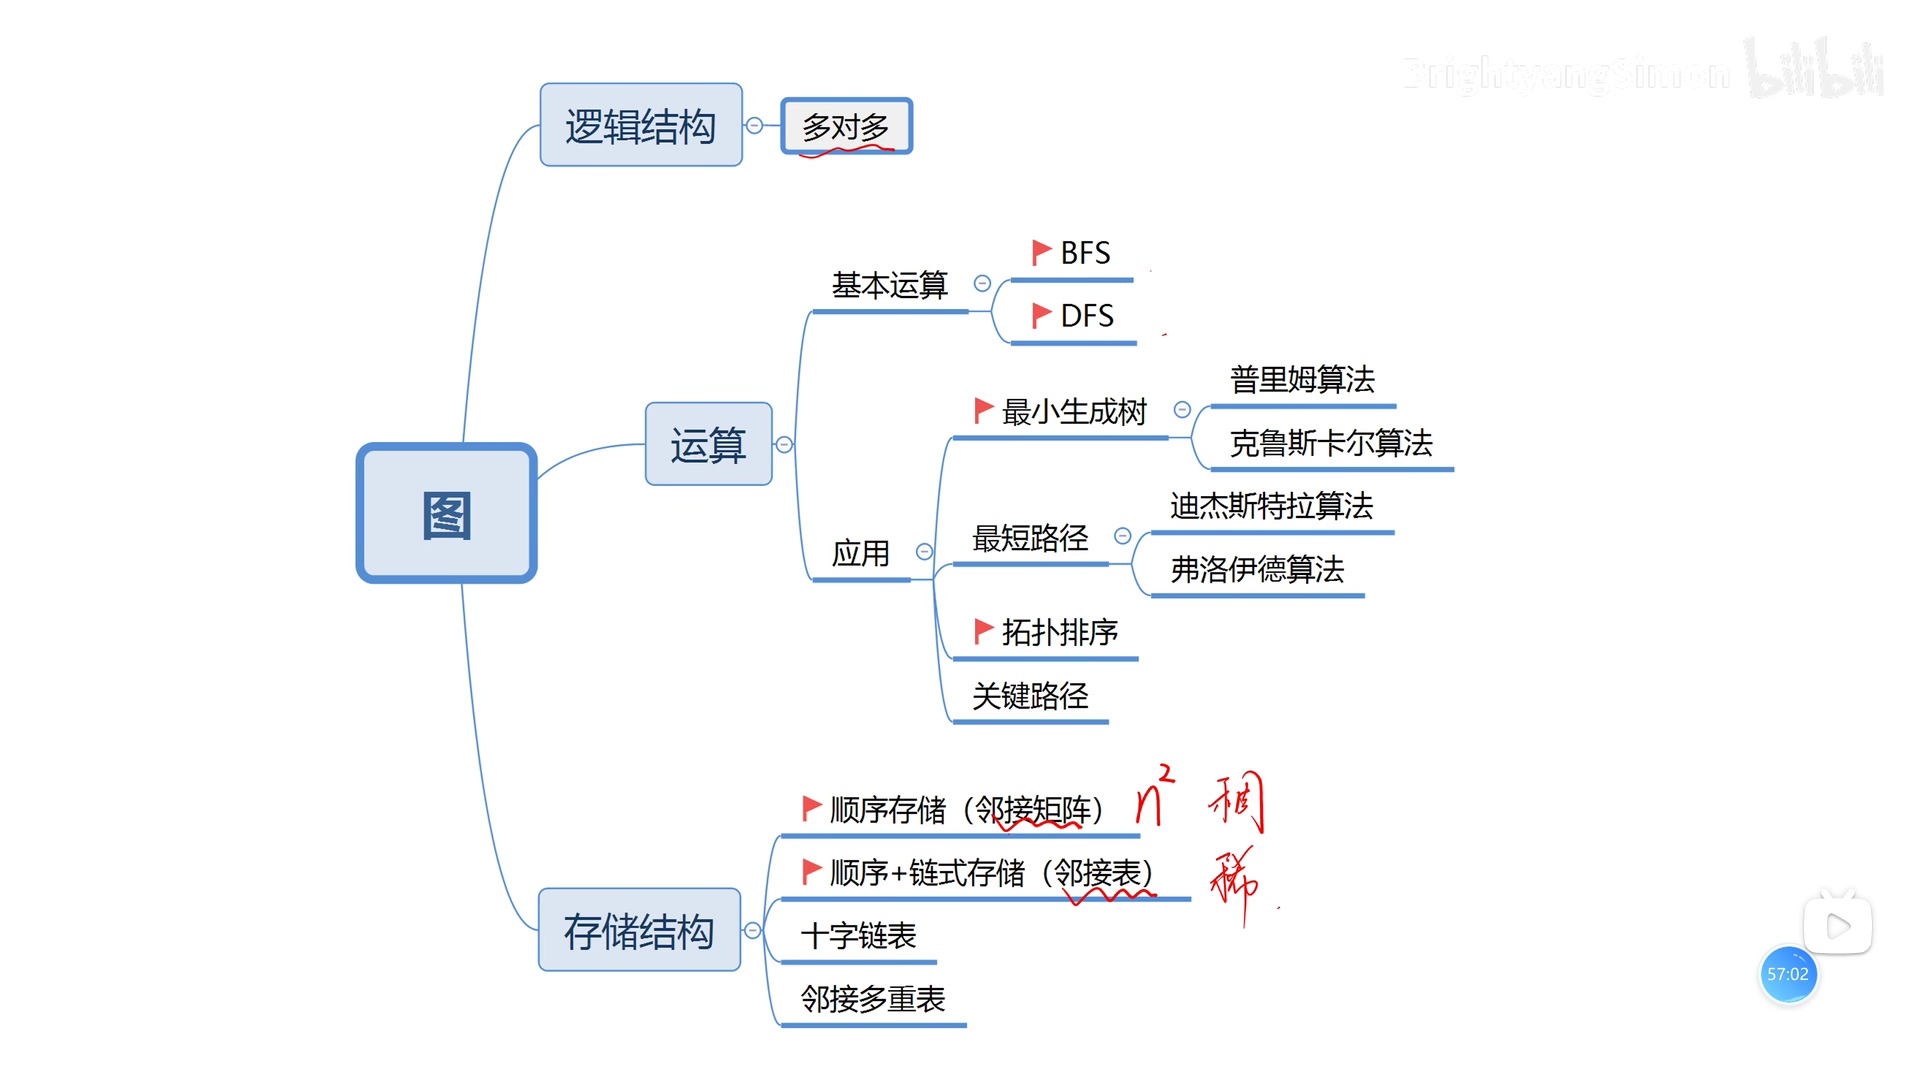 BrightyangSimon bilibili
逻辑结构
多对多
BFS
基本运算
DFS
普里姆算法
最小生成树
克鲁斯卡尔算法
运算
迪杰斯特拉算法
最短路径
应用
弗洛伊德算法
图
拓扑排序
关键路径
顺序存储（邻接矩阵） n² 稠
顺序+链式存储（邻接表） 稀
存储结构
十字链表
邻接多重表
57:02